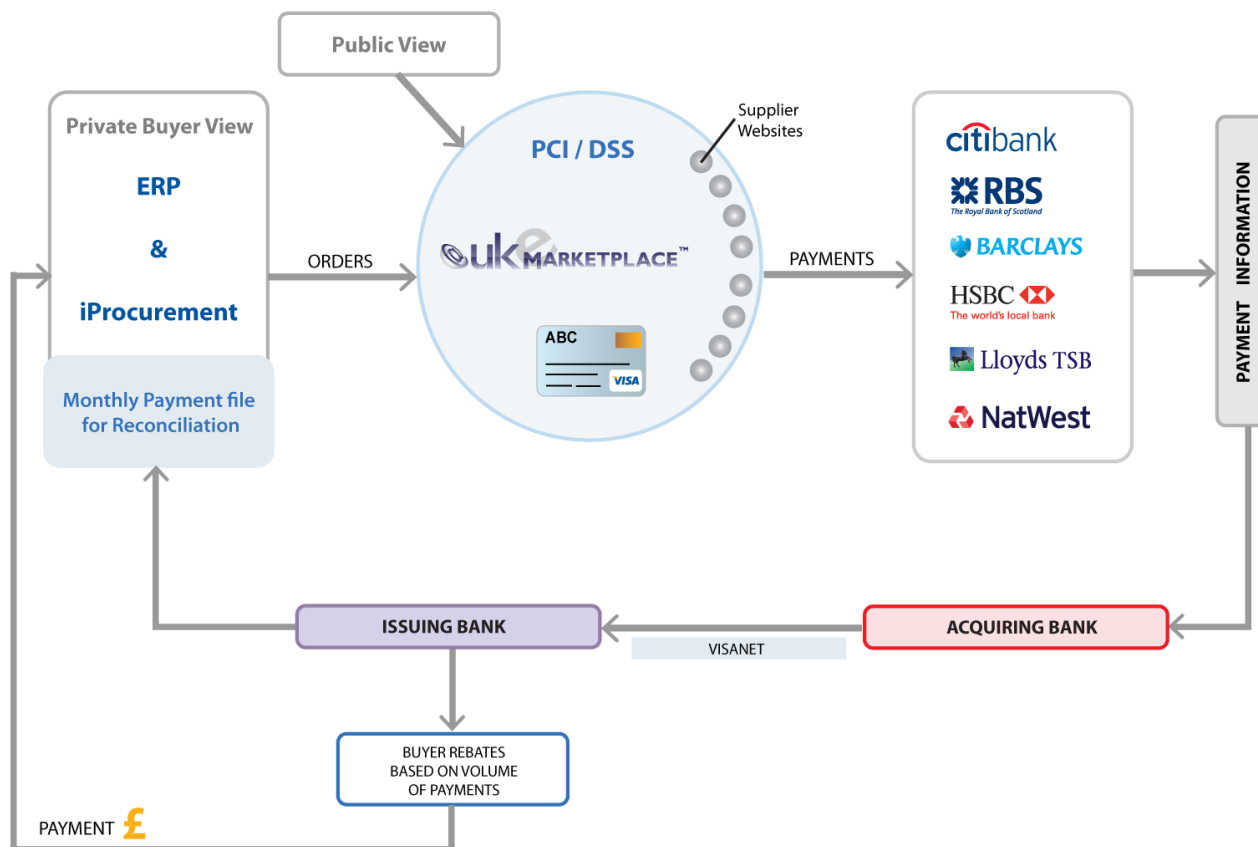 Public View
Private Buyer View
ERP
&
iProcurement
Monthly Payment file
for Reconciliation
ORDERS
PCI / DSS
uke MARKETPLACE™
ABC
VISA
Supplier
Websites
PAYMENTS
citibank
RBS
The Royal Bank of Scotland
BARCLAYS
HSBC
The world's local bank
Lloyds TSB
NatWest
PAYMENT INFORMATION
ISSUING BANK
VISANET
ACQUIRING BANK
BUYER REBATES
BASED ON VOLUME
OF PAYMENTS
PAYMENT £